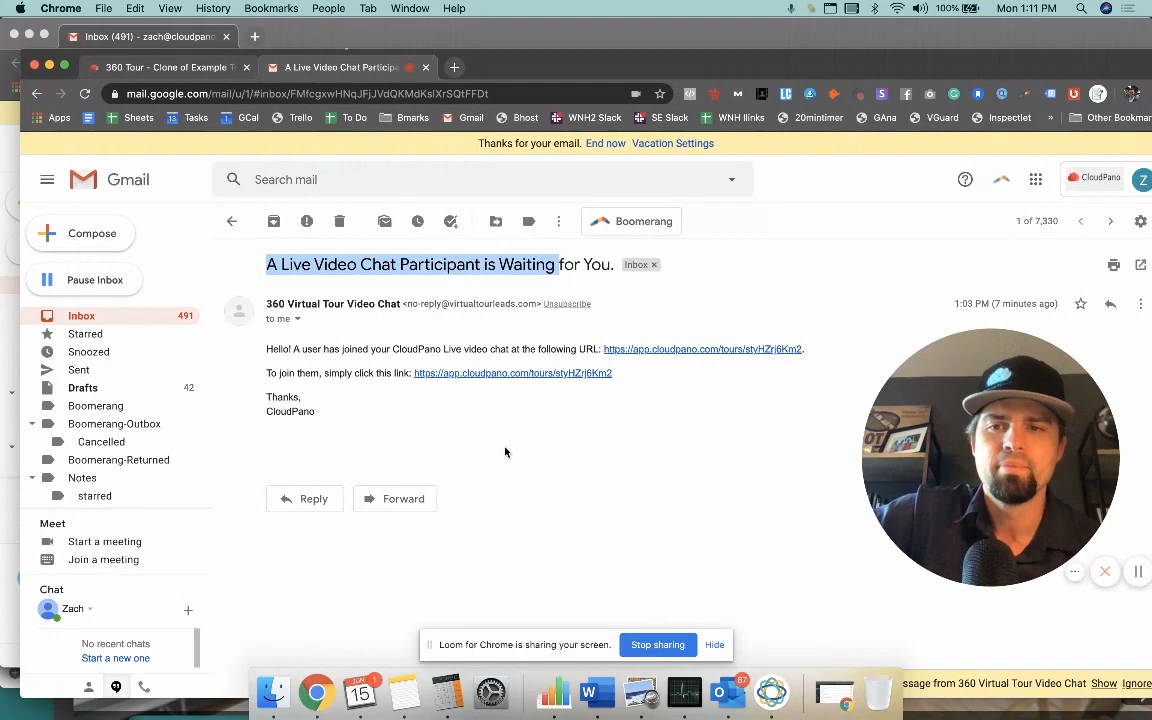 Chrome File Edit View History Bookmarks People Tab Window Help 100% Mon 1:11 PM
Inbox (491) - zach@cloudpano
360 Tour - Clone of Example T A Live Video Chat Participa
mail.google.com/mail/u/1/#inbox/FMfcgxwHNqJFjJVdQKMdKslXrSQtFFDt
Apps Sheets Tasks GCal Trello To Do Bmarks Gmail Bhost WNH2 Slack SE Slack WNH llinks 20mintimer GAna VGuard Inspectlet » Other Bookmar
Thanks for your email. End now Vacation Settings
Gmail Search mail CloudPano Z
Compose Boomerang 1 of 7,330
Pause Inbox
A Live Video Chat Participant is Waiting for You. Inbox
Inbox 491
360 Virtual Tour Video Chat <no-reply@virtualtourleads.com> Unsubscribe 1:03 PM (7 minutes ago)
to me
Starred
Snoozed
Hello! A user has joined your CloudPano Live video chat at the following URL: https://app.cloudpano.com/tours/styHZrj6Km2.
Sent
To join them, simply click this link: https://app.cloudpano.com/tours/styHZrj6Km2
Drafts 42
Thanks,
CloudPano
Boomerang
Boomerang-Outbox
Cancelled
Boomerang-Returned
Notes
starred
Reply Forward
Meet
Start a meeting
Join a meeting
Chat
Zach
No recent chats
Start a new one
Loom for Chrome is sharing your screen. Stop sharing Hide
JUN 15 1
87
ssage from 360 Virtual Tour Video Chat Show Ignore